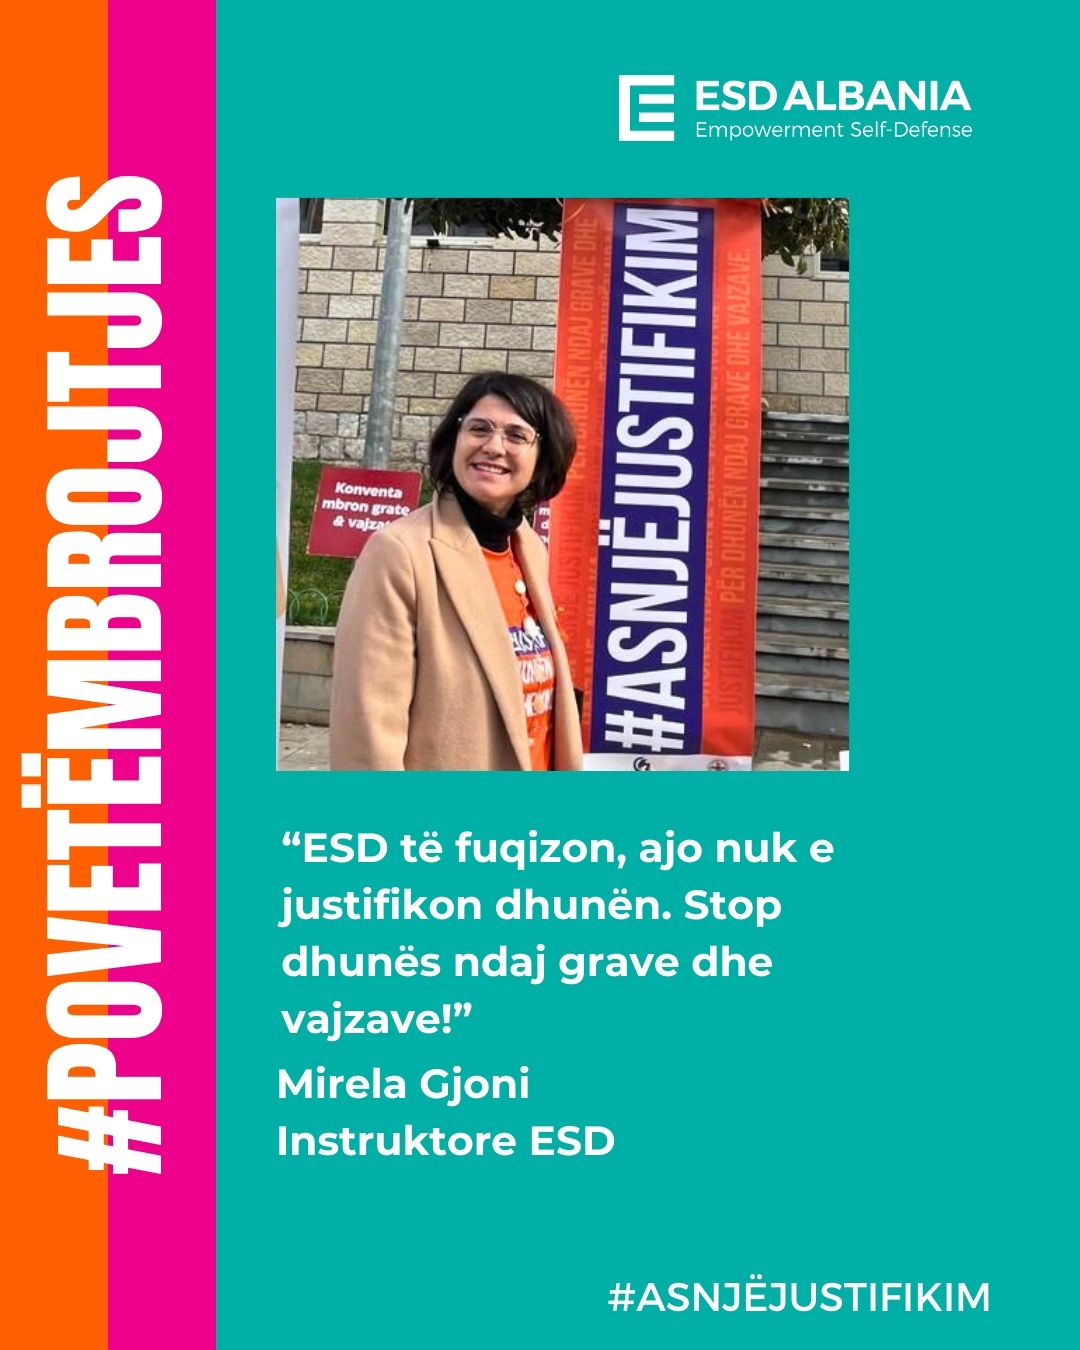 ESD ALBANIA
Empowerment Self-Defense
#POVETËMBROJTJES
Konventa
mbron grate
& vajzat
#ASNJËJUSTIFIKIM
PËR DHUNËN NDAJ GRAVE DHE VAJZAVE
“ESD të fuqizon, ajo nuk e
justifikon dhunën. Stop
dhunës ndaj grave dhe
vajzave!”
Mirela Gjoni
Instruktore ESD
#ASNJËJUSTIFIKIM